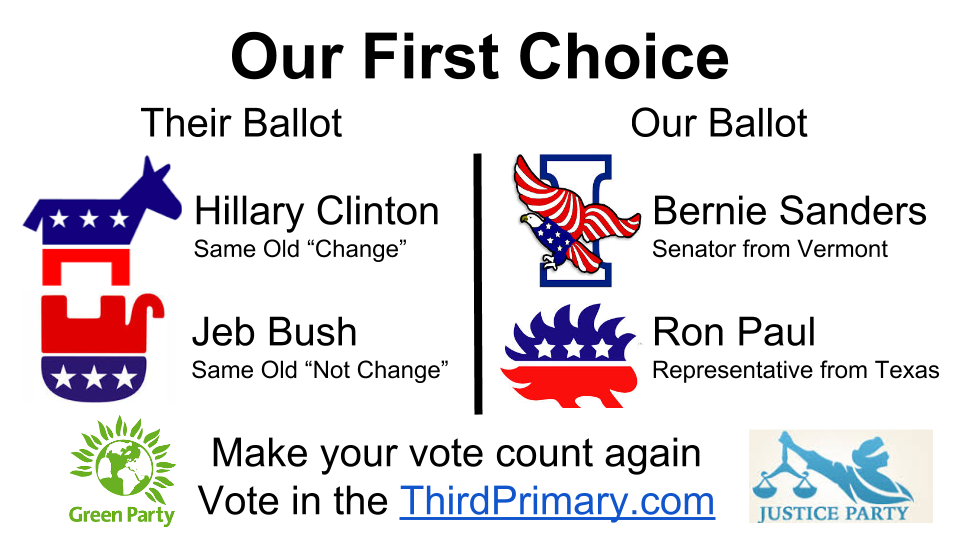 Our First Choice
Their Ballot
Hillary Clinton
Same Old “Change”
Jeb Bush
Same Old “Not Change”
Our Ballot
I
Bernie Sanders
Senator from Vermont
Ron Paul
Representative from Texas
Make your vote count again
Vote in the ThirdPrimary.com
Green Party
JUSTICE PARTY